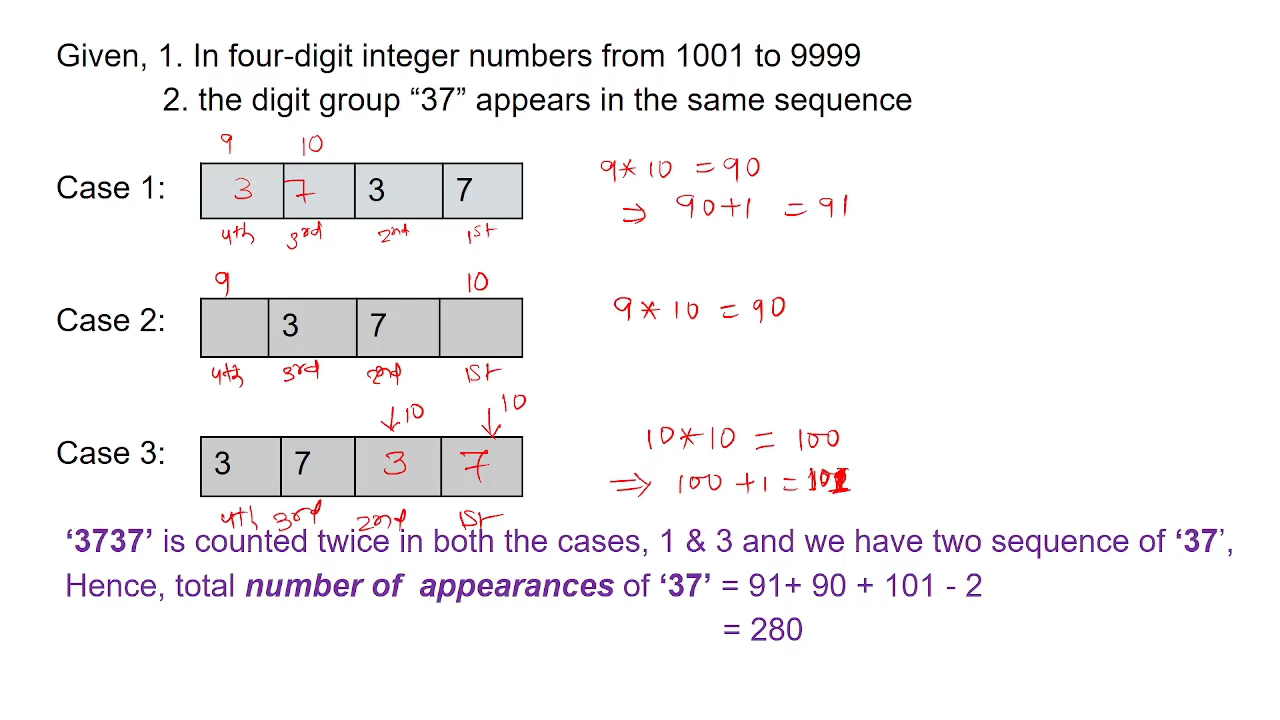 Given, 1. In four-digit integer numbers from 1001 to 9999
2. the digit group “37” appears in the same sequence
9 10
Case 1: 3 7 3 7
4th 3rd 2nd 1st
9* 10 = 90
⇒ 90+1 = 91
9 10
Case 2: 3 7
4th 3rd 2nd 1st
9 * 10 = 90
↓10 ↓10
Case 3: 3 7 3 7
4th 3rd 2nd 1st
10*10 = 100
⇒ 100 +1 = 101
‘3737’ is counted twice in both the cases, 1 & 3 and we have two sequence of ‘37’,
Hence, total number of appearances of ‘37’ = 91+ 90 + 101 - 2
= 280